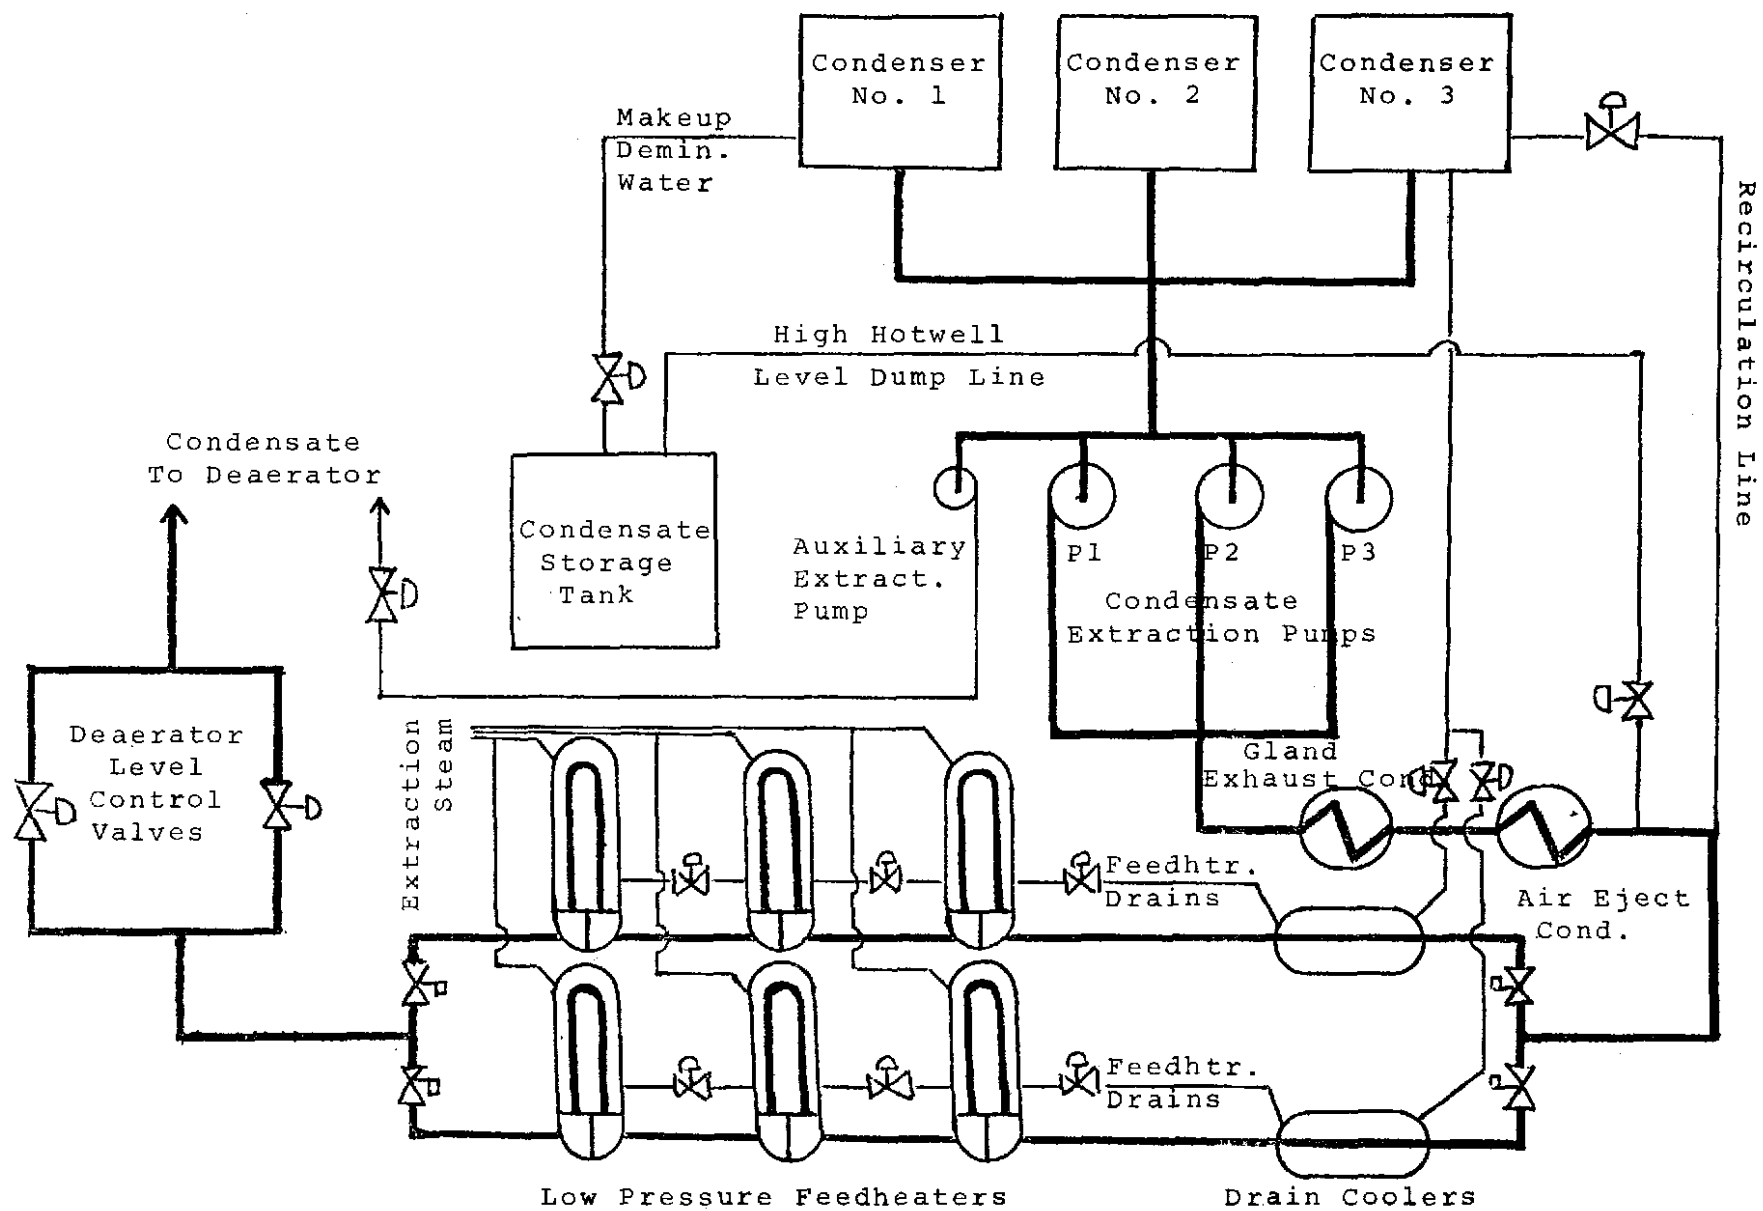 Condenser
No. 1
Condenser
No. 2
Condenser
No. 3
Makeup
Demin.
Water
Recirculation Line
High Hotwell
Level Dump Line
Condensate
To Deaerator
Condensate
Storage
Tank
Auxiliary
Extract.
Pump
P1
P2
P3
Condensate
Extraction Pumps
Deaerator
Level
Control
Valves
Extraction
Steam
Gland
Exhaust Cond
Feedhtr.
Drains
Air Eject
Cond.
Feedhtr.
Drains
Low Pressure Feedheaters
Drain Coolers